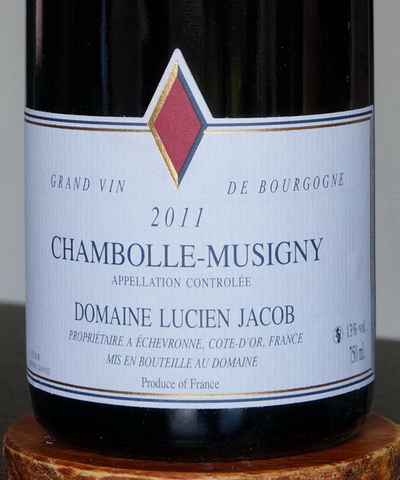 GRAND VIN DE BOURGOGNE
2011
CHAMBOLLE-MUSIGNY
APPELLATION CONTROLÉE
DOMAINE LUCIEN JACOB
PROPRIÉTAIRE A ÉCHEVRONNE, COTE-D'OR, FRANCE
MIS EN BOUTEILLE AU DOMAINE
Produce of France
13% vol.
750 mL